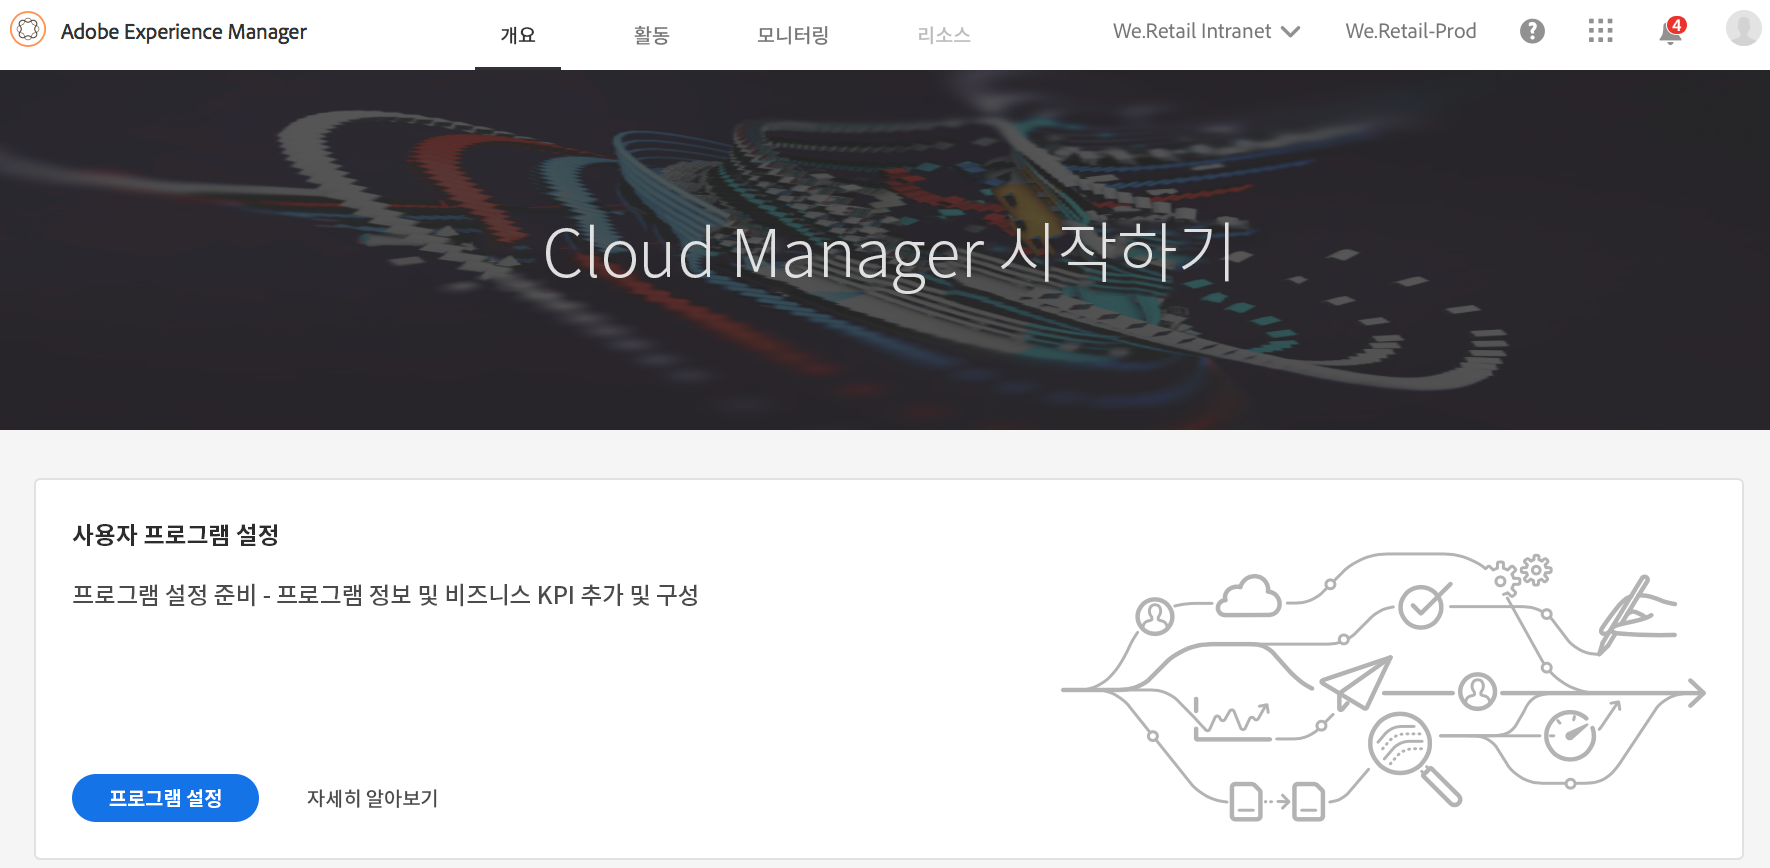 Adobe Experience Manager
개요
활동
모니터링
리소스
We.Retail Intranet
We.Retail-Prod
?
4
Cloud Manager 시작하기
사용자 프로그램 설정
프로그램 설정 준비 - 프로그램 정보 및 비즈니스 KPI 추가 및 구성
프로그램 설정
자세히 알아보기